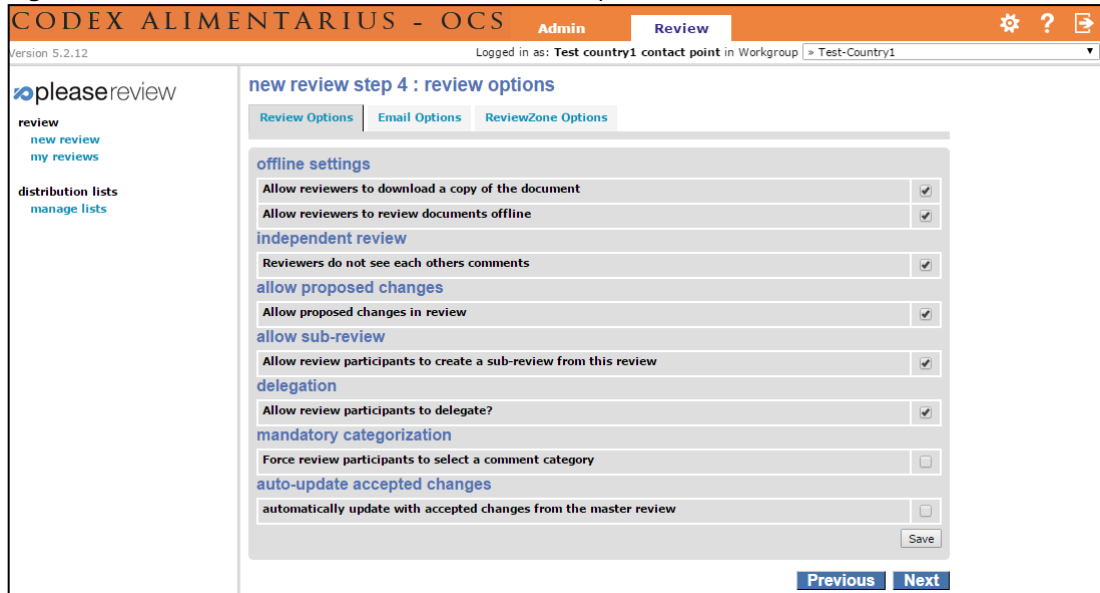 CODEX ALIMENTARIUS - OCS Admin Review ?
Version 5.2.12 Logged in as: Test country1 contact point in Workgroup » Test-Country1
pleasereview
review
new review
my reviews
distribution lists
manage lists
new review step 4 : review options
Review Options Email Options ReviewZone Options
offline settings
Allow reviewers to download a copy of the document
Allow reviewers to review documents offline
independent review
Reviewers do not see each others comments
allow proposed changes
Allow proposed changes in review
allow sub-review
Allow review participants to create a sub-review from this review
delegation
Allow review participants to delegate?
mandatory categorization
Force review participants to select a comment category
auto-update accepted changes
automatically update with accepted changes from the master review
Save
Previous Next